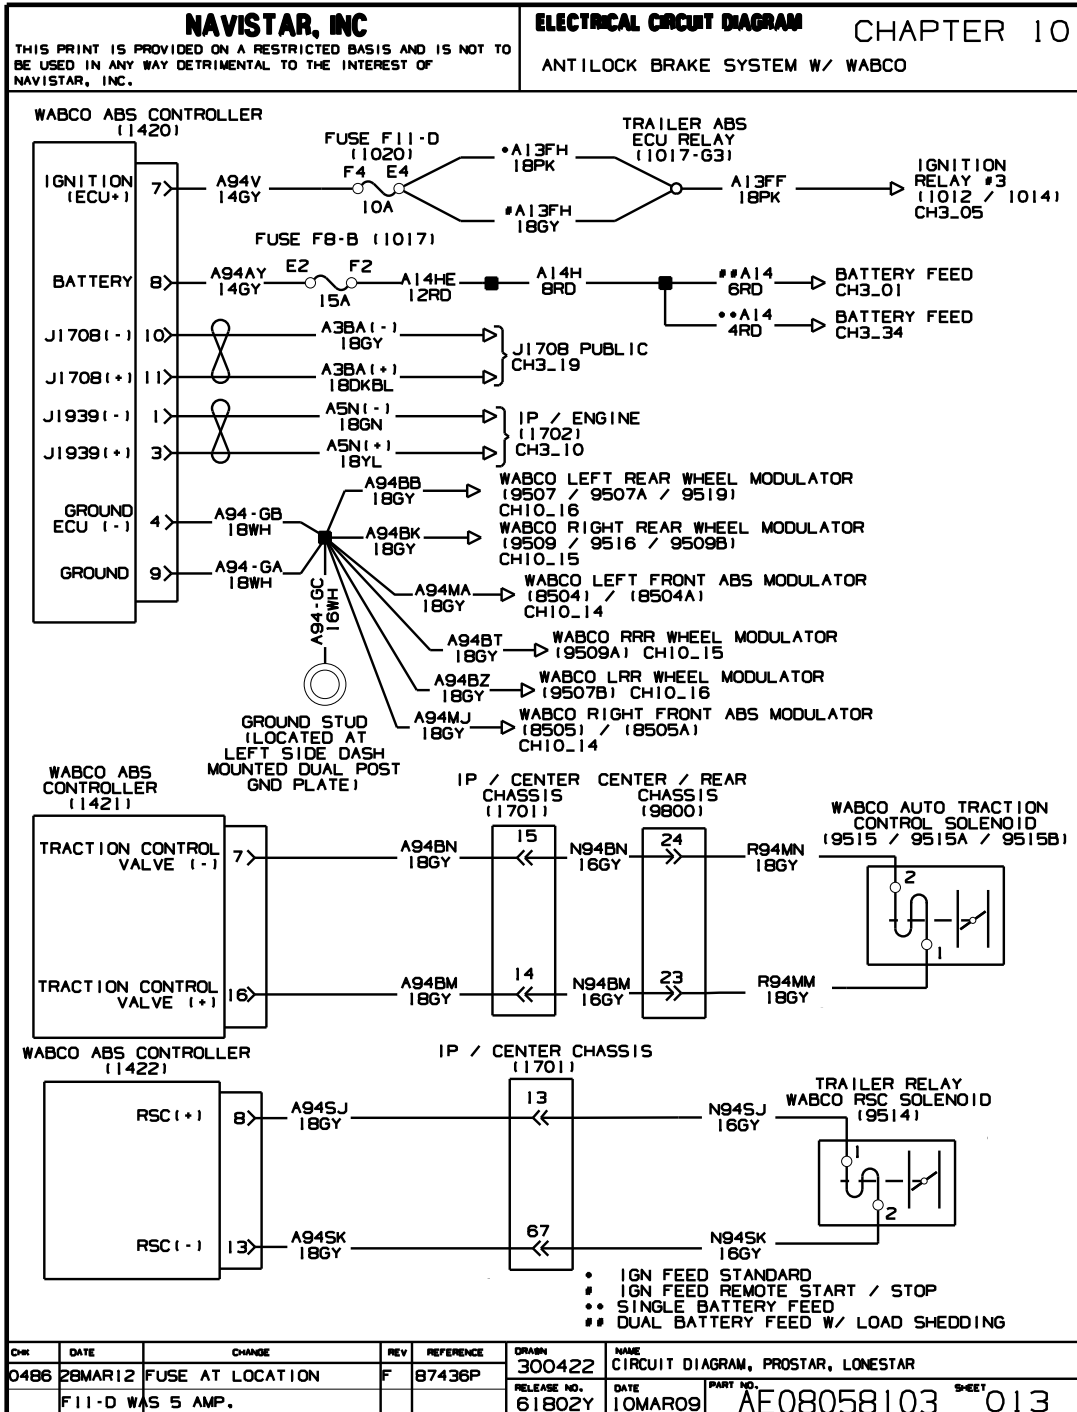 NAVISTAR, INC
THIS PRINT IS PROVIDED ON A RESTRICTED BASIS AND IS NOT TO
BE USED IN ANY WAY DETRIMENTAL TO THE INTEREST OF
NAVISTAR, INC.
ELECTRICAL CIRCUIT DIAGRAM
CHAPTER 10
ANTILOCK BRAKE SYSTEM W/ WABCO
WABCO ABS CONTROLLER
(1420)
IGNITION
(ECU+)
7
A94V
14GY
FUSE F11-D
(1020)
F4 E4
10A
*A13FH
18PK
#A13FH
18GY
TRAILER ABS
ECU RELAY
(1017-G3)
A13FF
18PK
IGNITION
RELAY #3
(1012 / 1014)
CH3_05
FUSE F8-B (1017)
BATTERY 8
A94AY
14GY
E2 F2
15A
A14HE
12RD
A14H
8RD
##A14
6RD
BATTERY FEED
CH3_01
**A14
4RD
BATTERY FEED
CH3_34
J1708(-) 10
A3BA(-)
18GY
J1708(+) 11
A3BA(+)
18DKBL
J1708 PUBLIC
CH3_19
J1939(-) 1
A5N(-)
18GN
J1939(+) 3
A5N(+)
18YL
IP / ENGINE
(1702)
CH3_10
GROUND
ECU (-)
4
A94-GB
18WH
GROUND 9
A94-GA
18WH
A94-GC
16WH
A94BB
18GY
WABCO LEFT REAR WHEEL MODULATOR
(9507 / 9507A / 9519)
CH10_16
A94BK
18GY
WABCO RIGHT REAR WHEEL MODULATOR
(9509 / 9516 / 9509B)
CH10_15
A94MA
18GY
WABCO LEFT FRONT ABS MODULATOR
(8504) / (8504A)
CH10_14
A94BT
18GY
WABCO RRR WHEEL MODULATOR
(9509A) CH10_15
A94BZ
18GY
WABCO LRR WHEEL MODULATOR
(9507B) CH10_16
A94MJ
18GY
WABCO RIGHT FRONT ABS MODULATOR
(8505) / (8505A)
CH10_14
GROUND STUD
(LOCATED AT
LEFT SIDE DASH
MOUNTED DUAL POST
GND PLATE)
WABCO ABS
CONTROLLER
(1421)
IP / CENTER
CHASSIS
(1701)
CENTER / REAR
CHASSIS
(9800)
WABCO AUTO TRACTION
CONTROL SOLENOID
(9515 / 9515A / 9515B)
TRACTION CONTROL
VALVE (-)
7
A94BN
18GY
15
N94BN
16GY
24
R94MN
18GY
2
1
TRACTION CONTROL
VALVE (+)
16
A94BM
18GY
14
N94BM
16GY
23
R94MM
18GY
WABCO ABS CONTROLLER
(1422)
IP / CENTER CHASSIS
(1701)
TRAILER RELAY
WABCO RSC SOLENOID
(9514)
RSC(+) 8
A94SJ
18GY
13
N94SJ
16GY
1
2
RSC(-) 13
A94SK
18GY
67
N94SK
16GY
* IGN FEED STANDARD
# IGN FEED REMOTE START / STOP
** SINGLE BATTERY FEED
## DUAL BATTERY FEED W/ LOAD SHEDDING
CHK DATE CHANGE REV REFERENCE
0486 28MAR12 FUSE AT LOCATION F 87436P
F11-D WAS 5 AMP.
DRAWN
300422
NAME
CIRCUIT DIAGRAM, PROSTAR, LONESTAR
RELEASE NO.
61802Y
DATE
10MAR09
PART NO.
AE08058103
SHEET
013